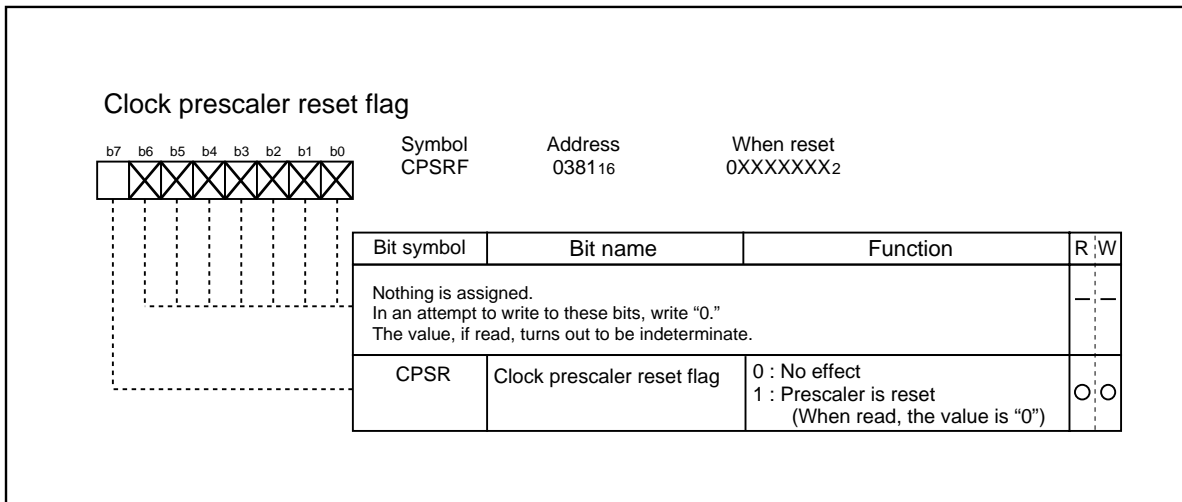 Clock prescaler reset flag
b7 b6 b5 b4 b3 b2 b1 b0
Symbol Address When reset
CPSRF 038116 0XXXXXXX2
Bit symbol Bit name Function R W
Nothing is assigned.
In an attempt to write to these bits, write “0.”
The value, if read, turns out to be indeterminate.
– –
CPSR Clock prescaler reset flag 0 : No effect
1 : Prescaler is reset
(When read, the value is “0”)
O O